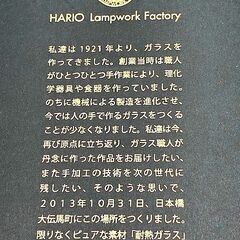 HARIO Lampwork Factory
私達は1921年より、ガラスを
作ってきました。創業当時は職人
がひとつひとつ手作業により、理化
学器具や食器を作っていました。
のちに機械による製造を進化させ、
今では人の手で作るガラスをつくる
ことが少なくなりました。私達は今、
再び原点に立ち返り、ガラス職人が
丹念に作った作品をお届けしたい、
また手加工の技術を次の世代に
残したい、そのような思いで、
2013年10月31日、日本橋
大伝馬町にこの場所をつくりました。
限りなくピュアな素材「耐熱ガラス」